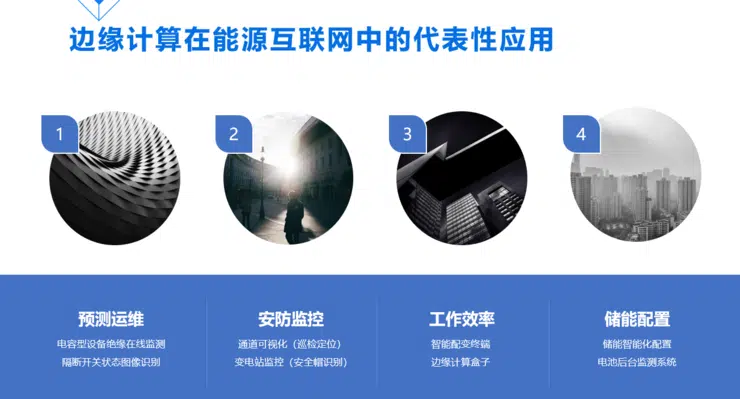 边缘计算在能源互联网中的代表性应用
1
2
3
4
预测运维
电容型设备绝缘在线监测
隔断开关状态图像识别
安防监控
通道可视化（巡检定位）
变电站监控（安全帽识别）
工作效率
智能配变终端
边缘计算盒子
储能配置
储能智能化配置
电池后台监测系统